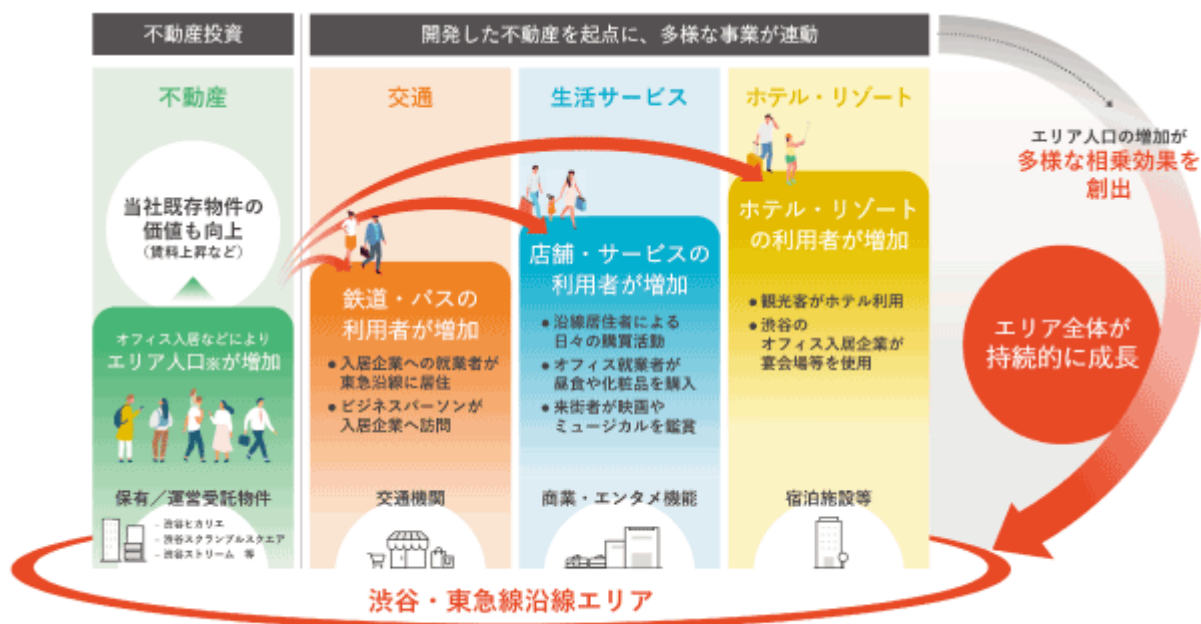 不動産投資
開発した不動産を起点に、多様な事業が連動
不動産
当社既存物件の
価値も向上
(賃料上昇など)
オフィス入居などにより
エリア人口※が増加
保有／運営受託物件
– 渋谷ヒカリエ
– 渋谷スクランブルスクエア
– 渋谷ストリーム 等
交通
鉄道・バスの
利用者が増加
● 入居企業への就業者が
東急沿線に居住
● ビジネスパーソンが
入居企業へ訪問
交通機関
生活サービス
店舗・サービスの
利用者が増加
● 沿線居住者による
日々の購買活動
● オフィス就業者が
昼食や化粧品を購入
● 来街者が映画や
ミュージカルを鑑賞
商業・エンタメ機能
ホテル・リゾート
ホテル・リゾート
の利用者が増加
● 観光客がホテル利用
● 渋谷の
オフィス入居企業が
宴会場等を使用
宿泊施設等
エリア人口の増加が
多様な相乗効果を
創出
エリア全体が
持続的に成長
渋谷・東急線沿線エリア